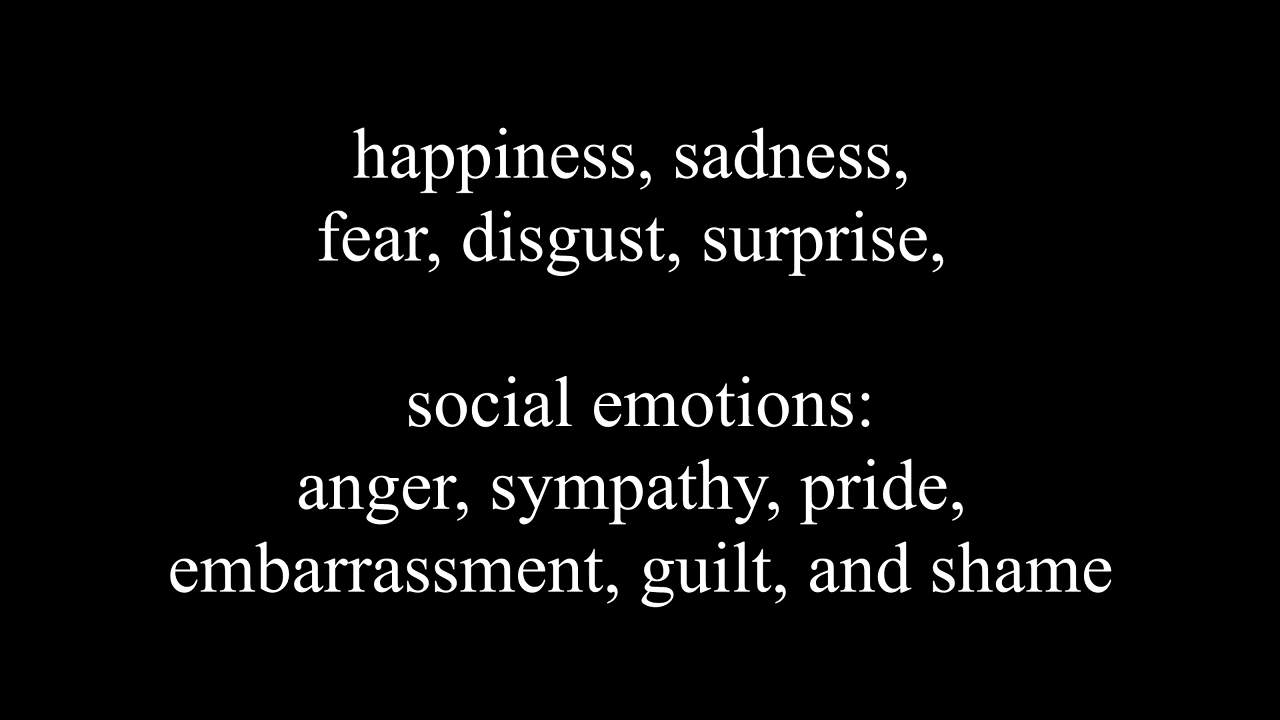 happiness, sadness,
fear, disgust, surprise,
social emotions:
anger, sympathy, pride,
embarrassment, guilt, and shame